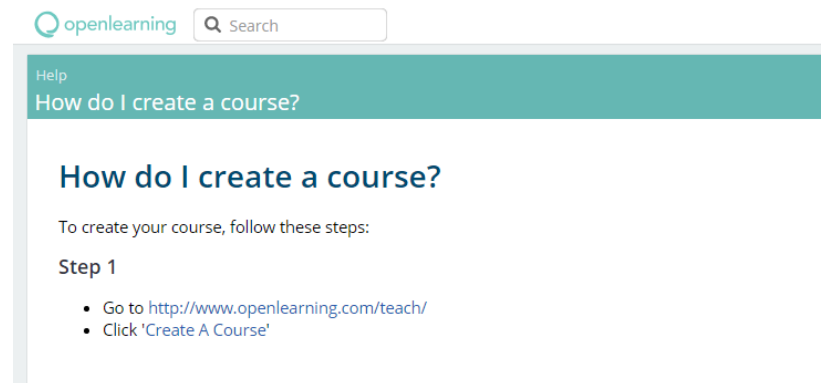 openlearning Search
Help
How do I create a course?
How do I create a course?
To create your course, follow these steps:
Step 1
• Go to http://www.openlearning.com/teach/
• Click 'Create A Course'